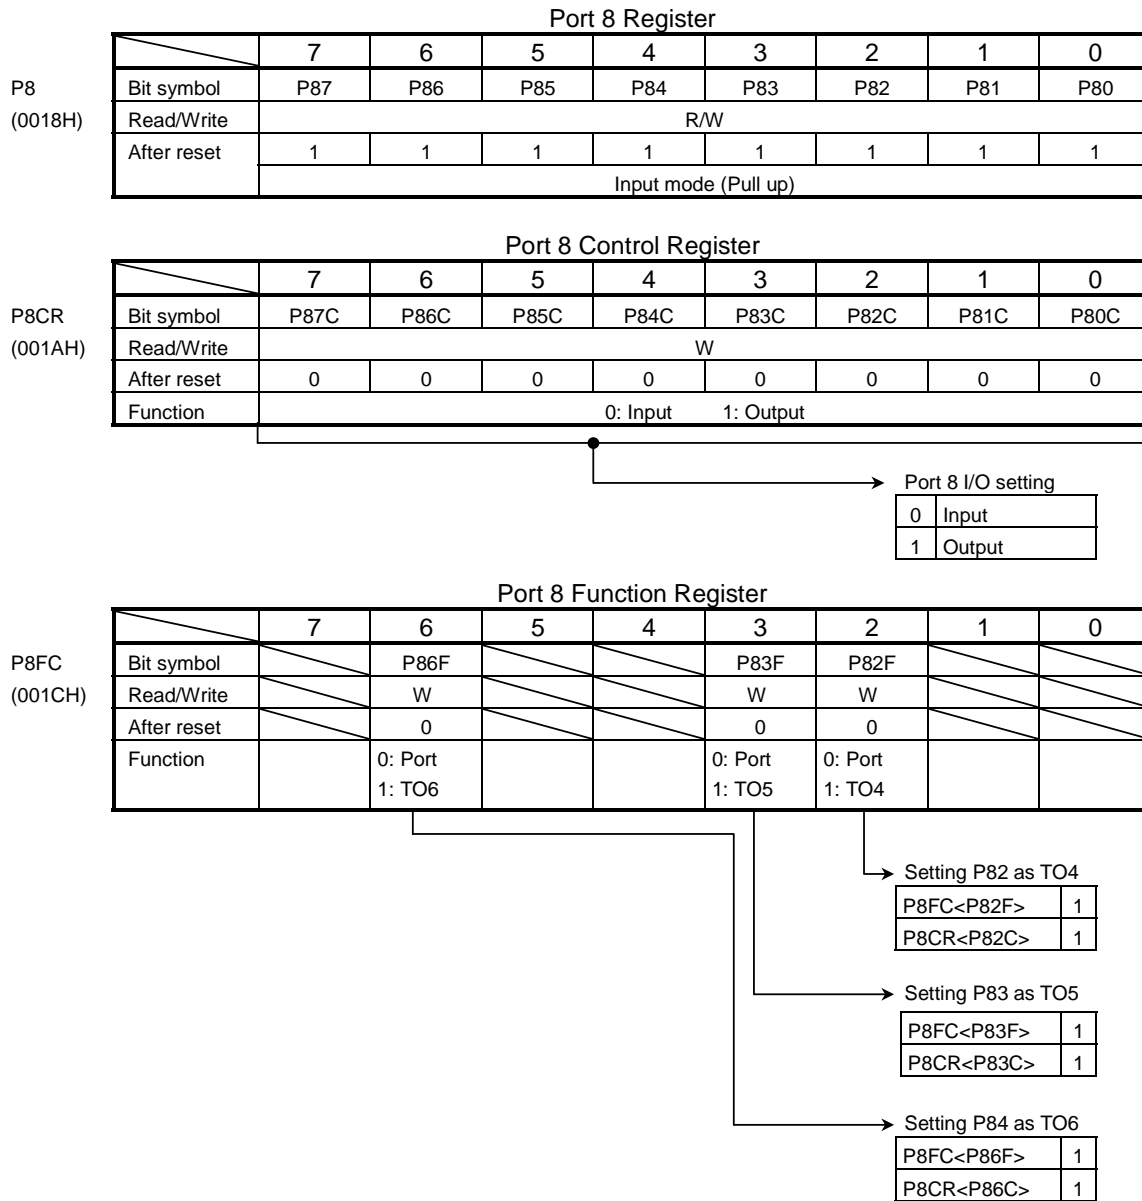 Port 8 Register
7 6 5 4 3 2 1 0
P8 Bit symbol P87 P86 P85 P84 P83 P82 P81 P80
(0018H) Read/Write R/W
After reset 1 1 1 1 1 1 1 1
Input mode (Pull up)
Port 8 Control Register
7 6 5 4 3 2 1 0
P8CR Bit symbol P87C P86C P85C P84C P83C P82C P81C P80C
(001AH) Read/Write W
After reset 0 0 0 0 0 0 0 0
Function 0: Input 1: Output
Port 8 I/O setting
0 Input
1 Output
Port 8 Function Register
7 6 5 4 3 2 1 0
P8FC Bit symbol P86F P83F P82F
(001CH) Read/Write W W W
After reset 0 0 0
Function 0: Port 0: Port 0: Port
1: TO6 1: TO5 1: TO4
Setting P82 as TO4
P8FC<P82F> 1
P8CR<P82C> 1
Setting P83 as TO5
P8FC<P83F> 1
P8CR<P83C> 1
Setting P84 as TO6
P8FC<P86F> 1
P8CR<P86C> 1